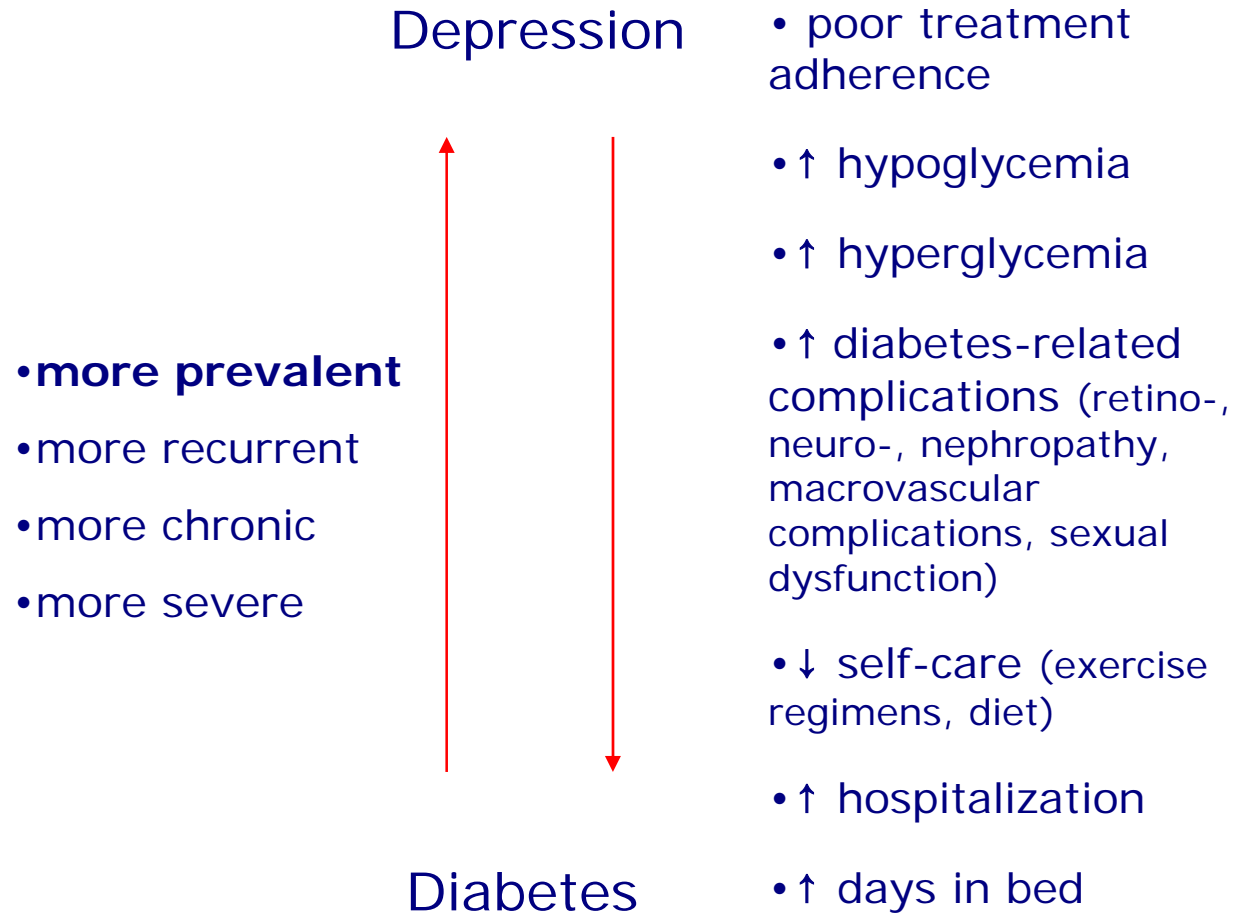 Depression
•more prevalent
•more recurrent
•more chronic
•more severe
Diabetes
• poor treatment
adherence
•↑ hypoglycemia
•↑ hyperglycemia
•↑ diabetes-related
complications (retino-,
neuro-, nephropathy,
macrovascular
complications, sexual
dysfunction)
•↓ self-care (exercise
regimens, diet)
•↑ hospitalization
•↑ days in bed